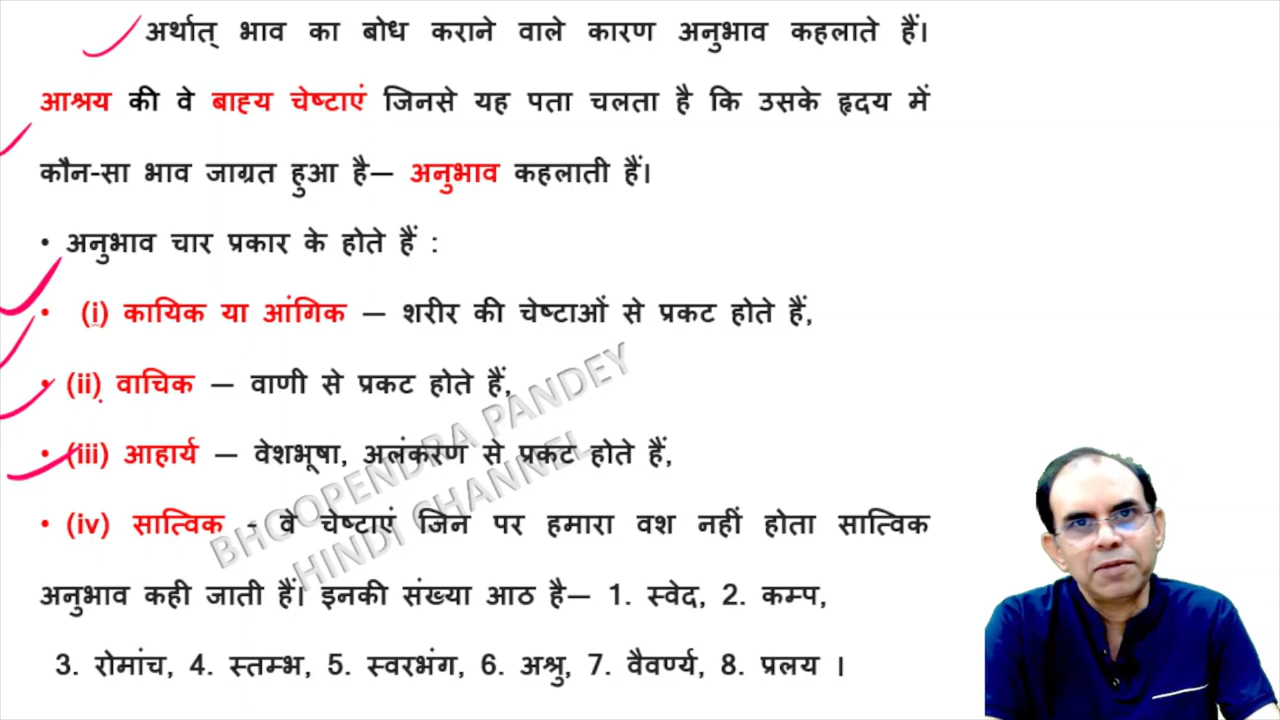 अर्थात् भाव का बोध कराने वाले कारण अनुभाव कहलाते हैं।
आश्रय की वे बाह्य चेष्टाएं जिनसे यह पता चलता है कि उसके हृदय में
कौन-सा भाव जाग्रत हुआ है— अनुभाव कहलाती हैं।
• अनुभाव चार प्रकार के होते हैं :
• (i) कायिक या आंगिक — शरीर की चेष्टाओं से प्रकट होते हैं,
• (ii) वाचिक — वाणी से प्रकट होते हैं,
• (iii) आहार्य — वेशभूषा, अलंकरण से प्रकट होते हैं,
• (iv) सात्विक - वे चेष्टाएं जिन पर हमारा वश नहीं होता सात्विक
अनुभाव कही जाती हैं। इनकी संख्या आठ है— 1. स्वेद, 2. कम्प,
3. रोमांच, 4. स्तम्भ, 5. स्वरभंग, 6. अश्रु, 7. वैवर्ण्य, 8. प्रलय ।
BHOOPENDRA PANDEY
HINDI CHANNEL